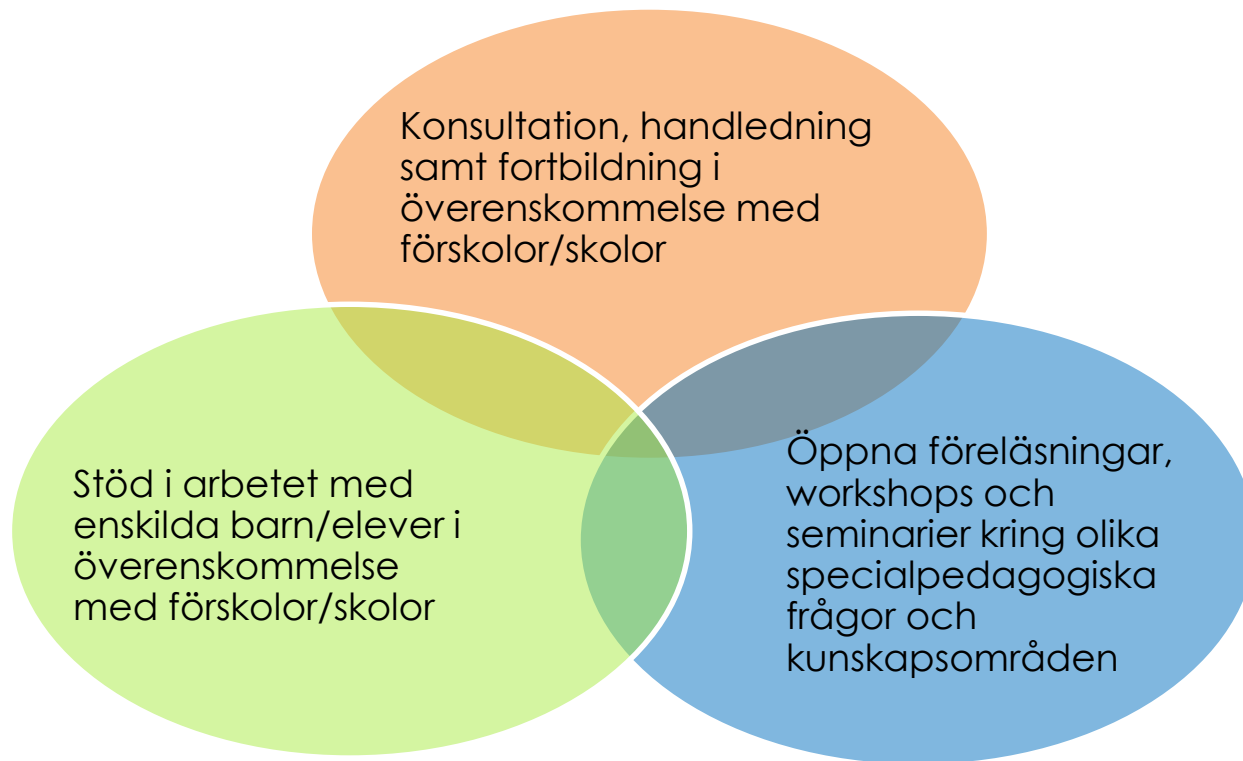 Konsultation, handledning
samt fortbildning i
överenskommelse med
förskolor/skolor
Stöd i arbetet med
enskilda barn/elever i
överenskommelse
med förskolor/skolor
Öppna föreläsningar,
workshops och
seminarier kring olika
specialpedagogiska
frågor och
kunskapsområden